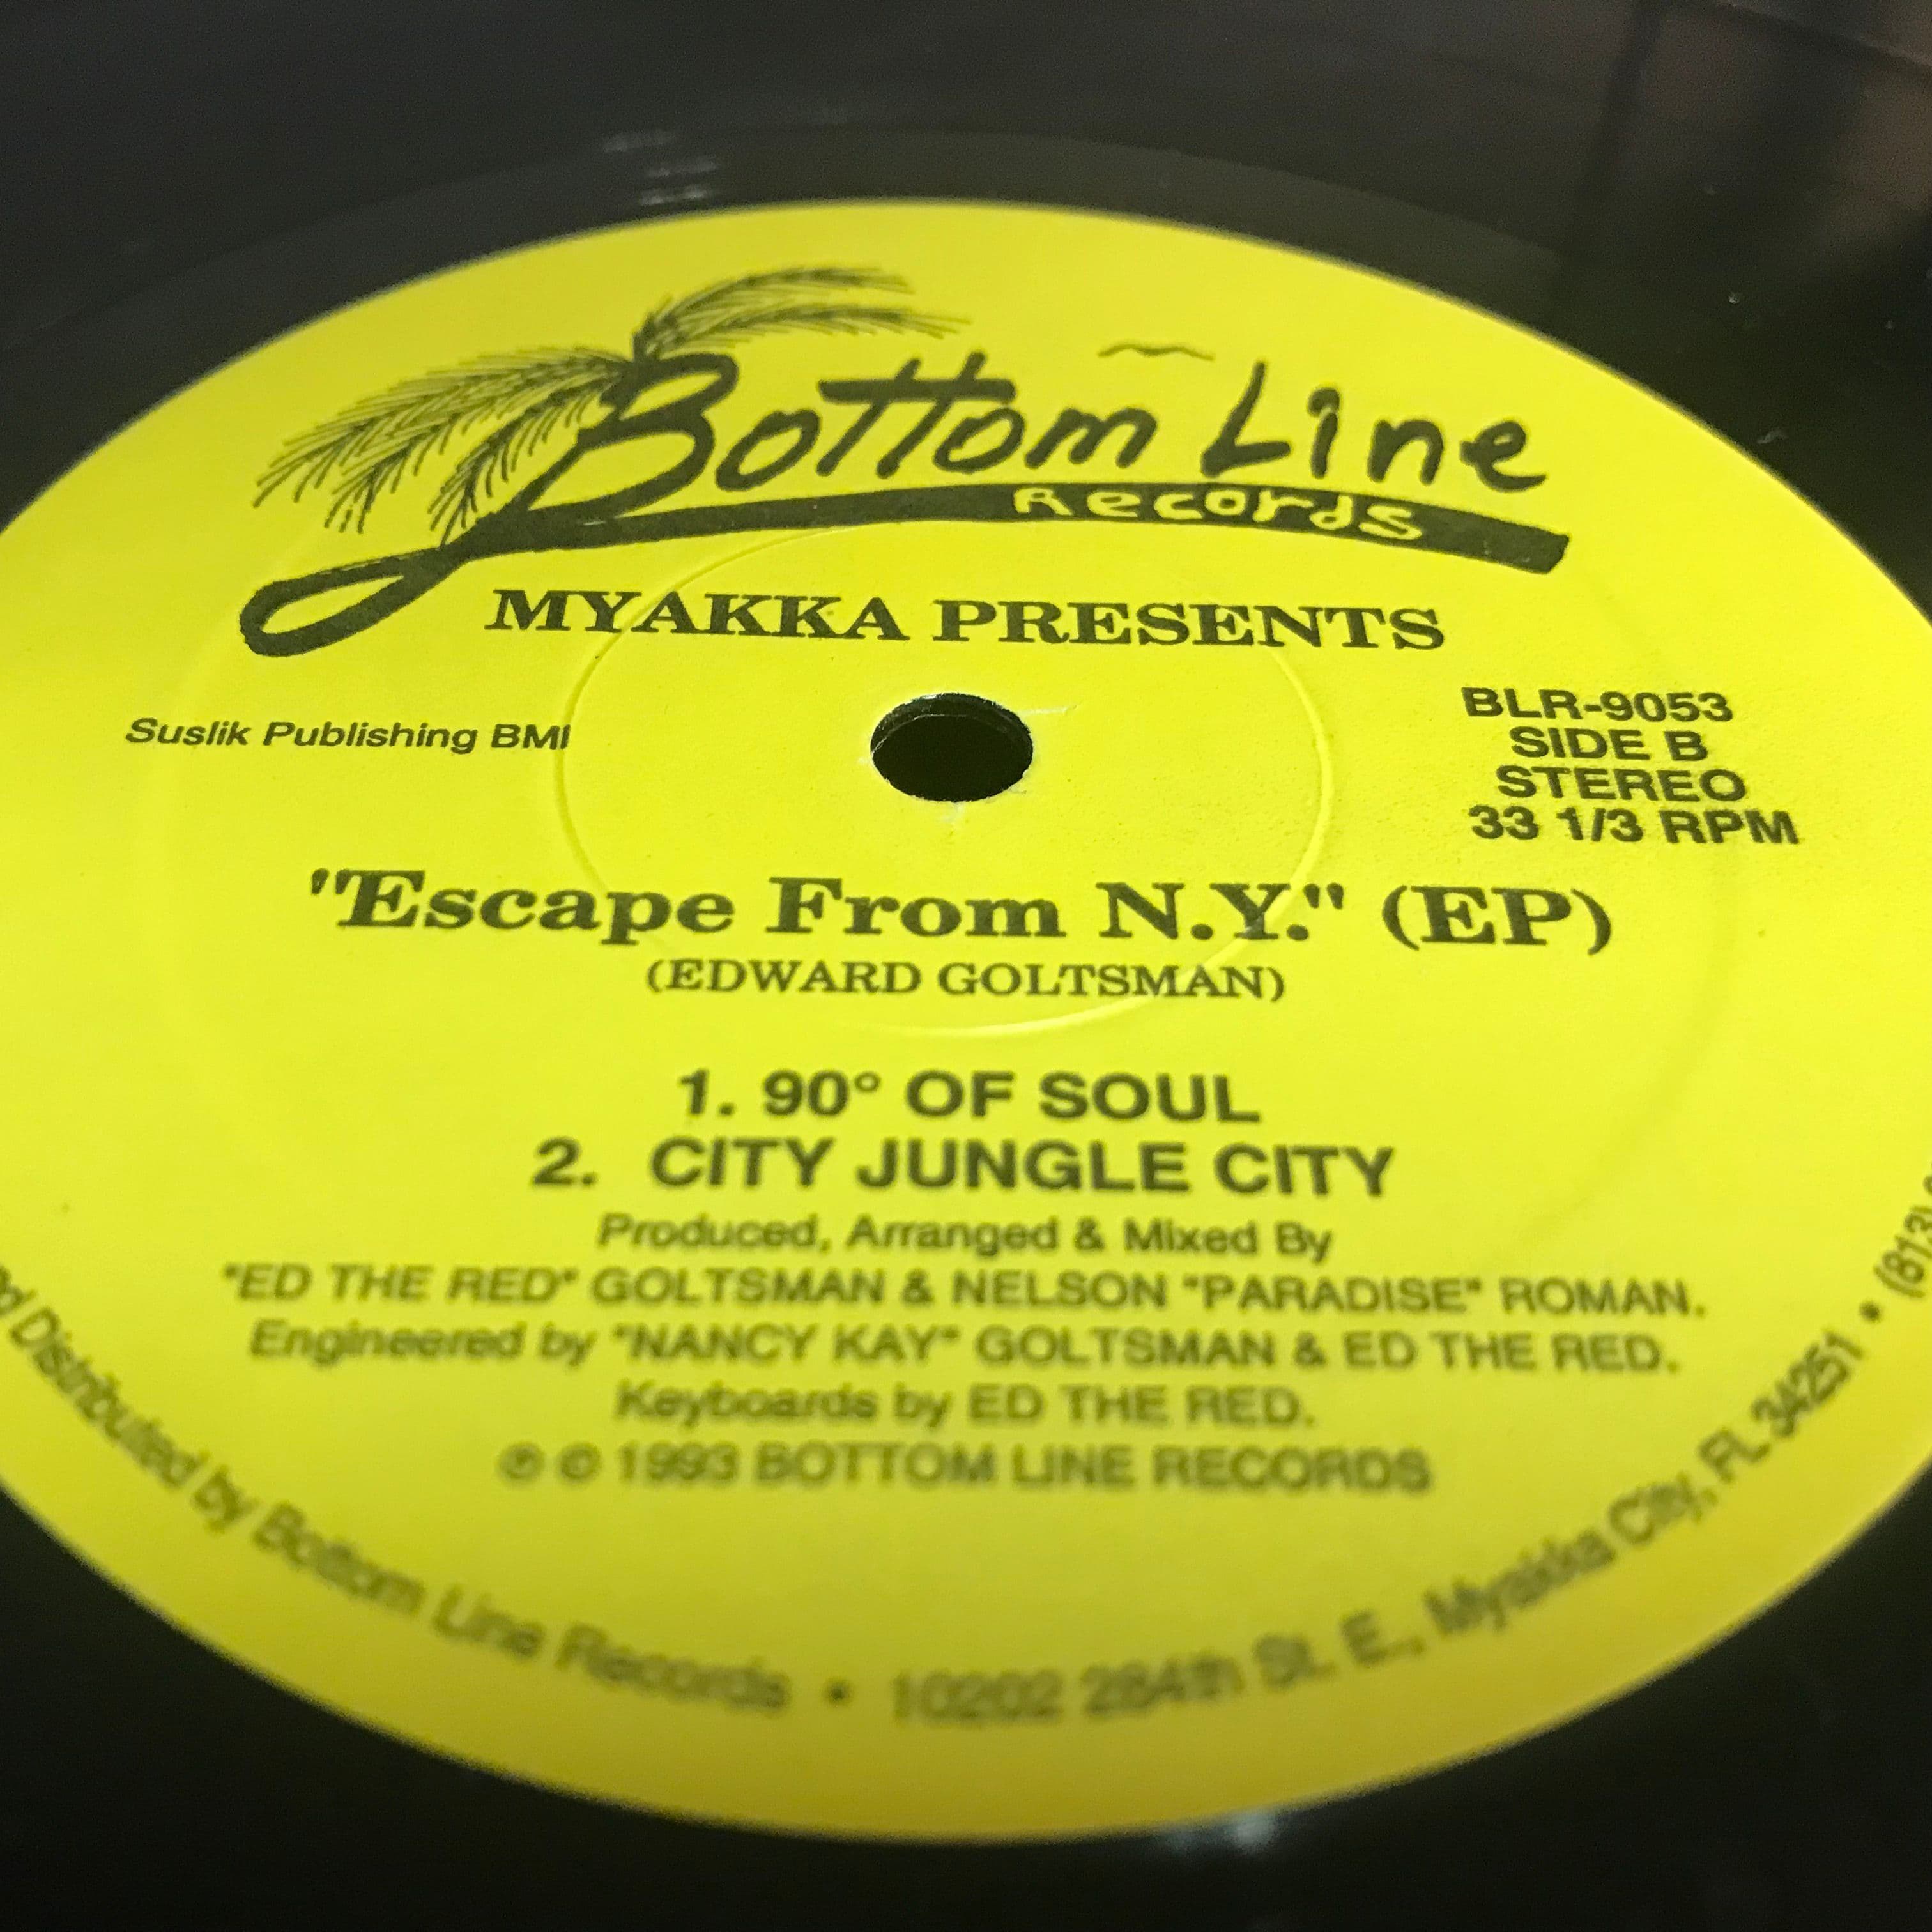 Bottom Line
Records
MYAKKA PRESENTS
Suslik Publishing BMI
BLR-9053
SIDE B
STEREO
33 1/3 RPM
"Escape From N.Y." (EP)
(EDWARD GOLTSMAN)
1. 90° OF SOUL
2. CITY JUNGLE CITY
Produced, Arranged & Mixed By
"ED THE RED" GOLTSMAN & NELSON "PARADISE" ROMAN.
Engineered by "NANCY KAY" GOLTSMAN & ED THE RED.
Keyboards by ED THE RED.
℗ © 1993 BOTTOM LINE RECORDS
Distributed by Bottom Line Records • 10202 284th St. E., Myakka City, FL 34251 • (813)